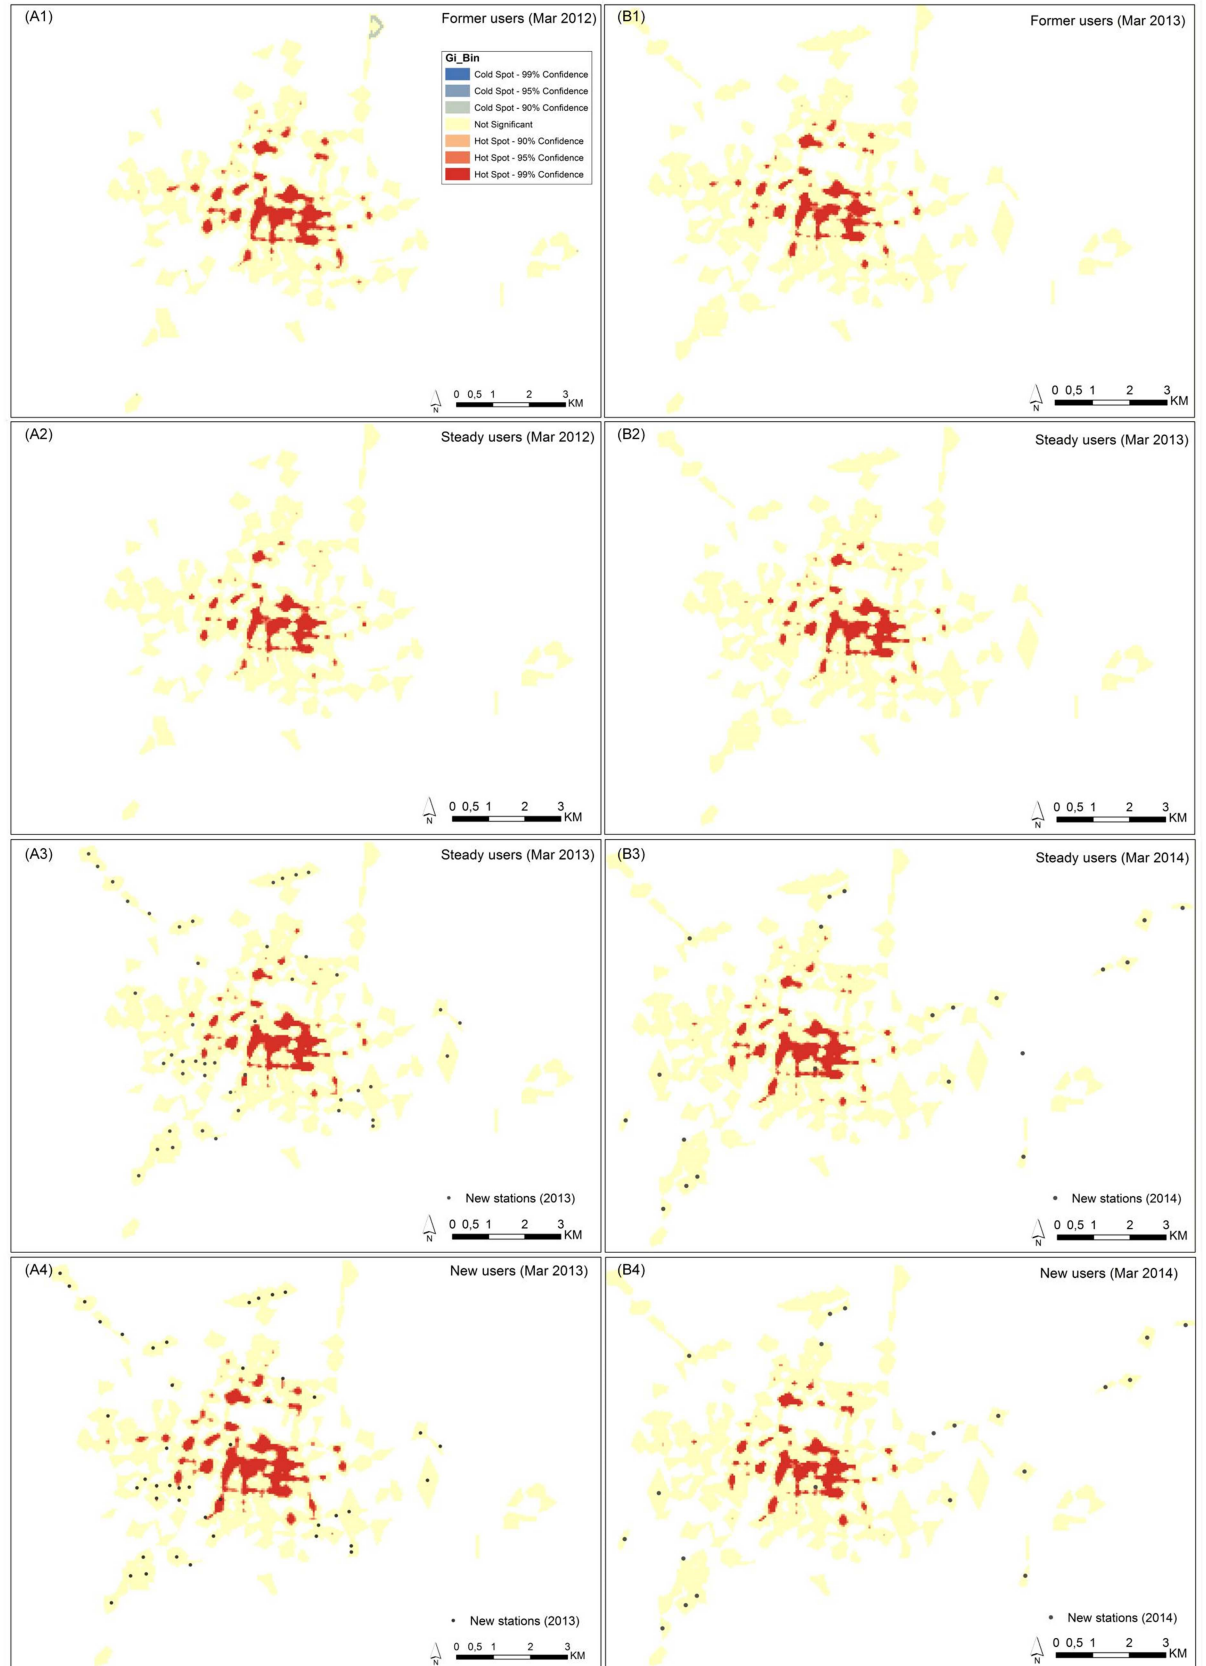 (A1) Former users (Mar 2012)
Gi_Bin
Cold Spot - 99% Confidence
Cold Spot - 95% Confidence
Cold Spot - 90% Confidence
Not Significant
Hot Spot - 90% Confidence
Hot Spot - 95% Confidence
Hot Spot - 99% Confidence
N
0 0,5 1 2 3
KM
(B1) Former users (Mar 2013)
N
0 0,5 1 2 3
KM
(A2) Steady users (Mar 2012)
N
0 0,5 1 2 3
KM
(B2) Steady users (Mar 2013)
N
0 0,5 1 2 3
KM
(A3) Steady users (Mar 2013)
New stations (2013)
N
0 0,5 1 2 3
KM
(B3) Steady users (Mar 2014)
New stations (2014)
N
0 0,5 1 2 3
KM
(A4) New users (Mar 2013)
New stations (2013)
N
0 0,5 1 2 3
KM
(B4) New users (Mar 2014)
New stations (2014)
N
0 0,5 1 2 3
KM